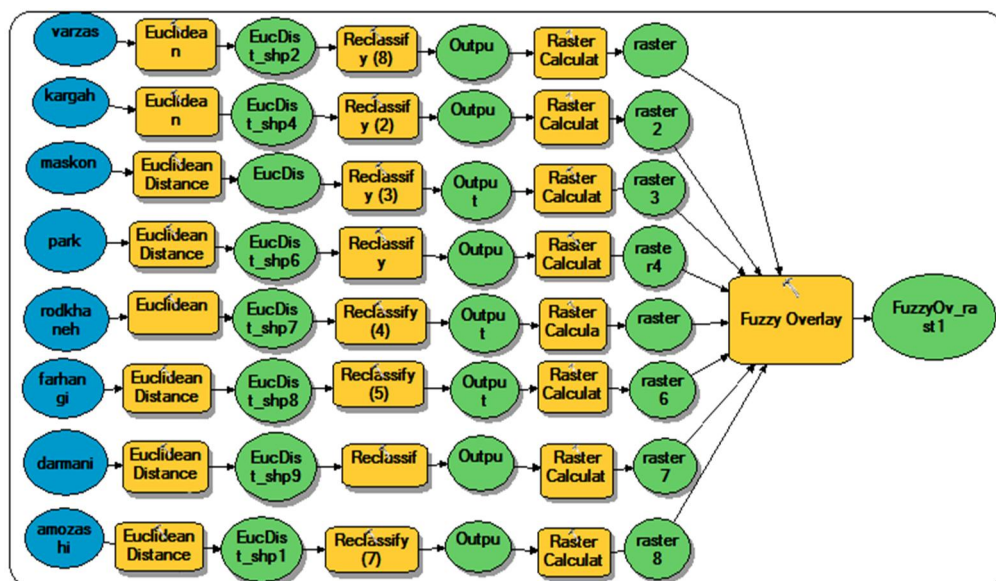 varzas
Euclidea
n
EucDis
t_shp2
Reclassif
y (8)
Outpu
Raster
Calculat
raster
kargah
Euclidea
n
EucDis
t_shp4
Reclassif
y (2)
Outpu
Raster
Calculat
raster
2
maskon
Euclidean
Distance
EucDis
Reclassif
y (3)
Outpu
t
Raster
Calculat
raster
3
park
Euclidean
Distance
EucDis
t_shp6
Reclassif
y
Outpu
Raster
Calculat
raste
r4
rodkha
neh
Euclidean
EucDis
t_shp7
Reclassify
(4)
Outpu
t
Raster
Calcula
raster
Fuzzy Overlay
FuzzyOv_ra
st1
farhan
gi
Euclidean
Distance
EucDis
t_shp8
Reclassify
(5)
Outpu
t
Raster
Calculat
raster
6
darmani
Euclidean
Distance
EucDis
t_shp9
Reclassif
Outpu
Raster
Calculat
raster
7
amozas
hi
Euclidean
Distance
EucDis
t_shp1
Reclassify
(7)
Outpu
Raster
Calculat
raster
8